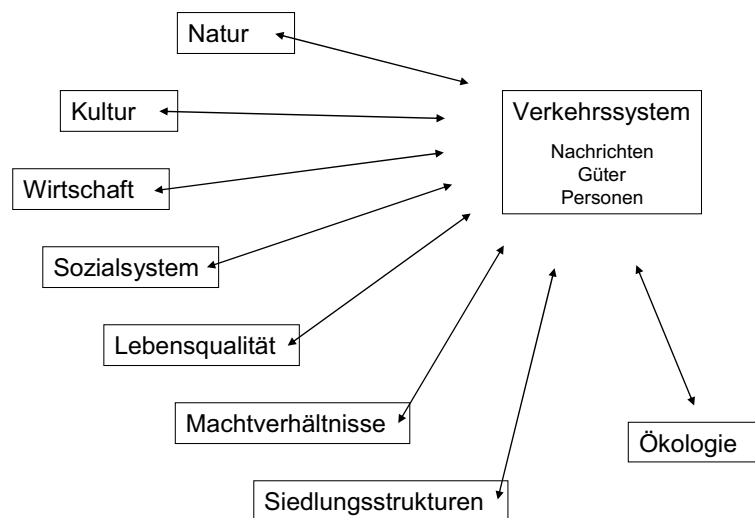 Natur
Kultur
Verkehrssystem
Nachrichten
Güter
Personen
Wirtschaft
Sozialsystem
Lebensqualität
Machtverhältnisse
Ökologie
Siedlungsstrukturen